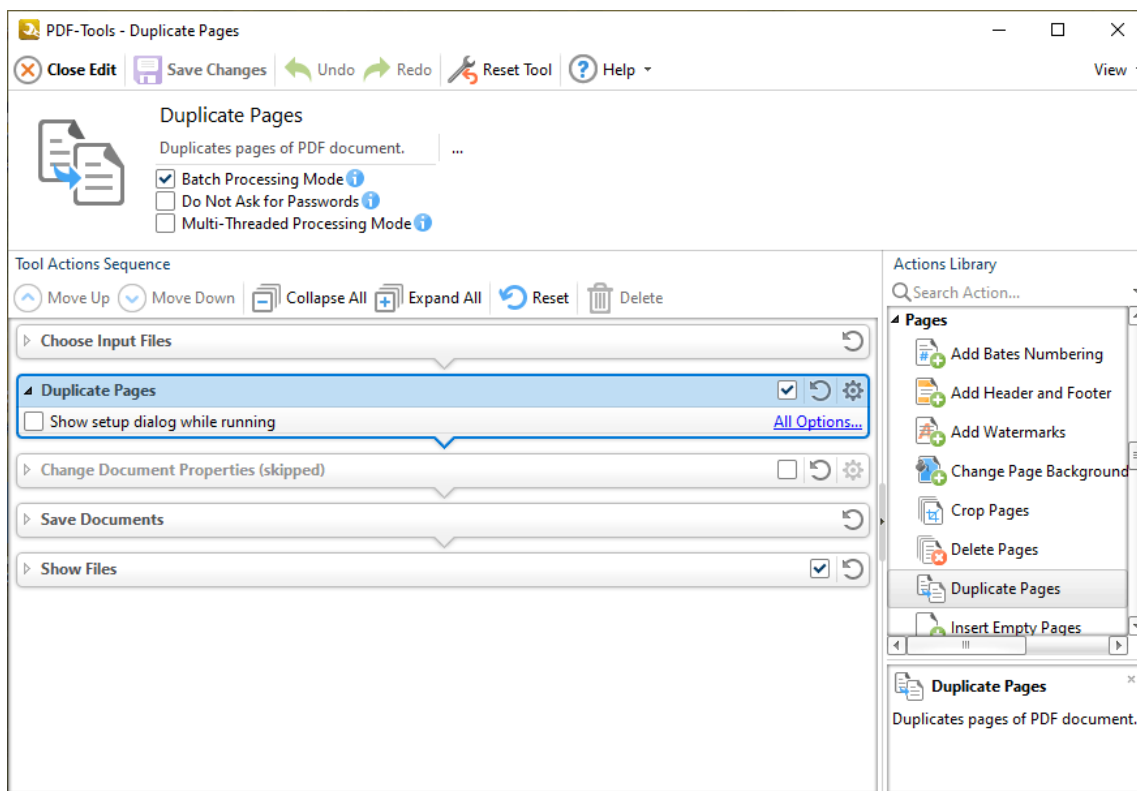 PDF-Tools - Duplicate Pages
Close Edit Save Changes Undo Redo Reset Tool Help View
Duplicate Pages
Duplicates pages of PDF document. ...
Batch Processing Mode
Do Not Ask for Passwords
Multi-Threaded Processing Mode
Tool Actions Sequence
Move Up Move Down Collapse All Expand All Reset Delete
Choose Input Files
Duplicate Pages
Show setup dialog while running All Options...
Change Document Properties (skipped)
Save Documents
Show Files
Actions Library
Search Action...
Pages
Add Bates Numbering
Add Header and Footer
Add Watermarks
Change Page Background
Crop Pages
Delete Pages
Duplicate Pages
Insert Empty Pages
Duplicate Pages
Duplicates pages of PDF document.